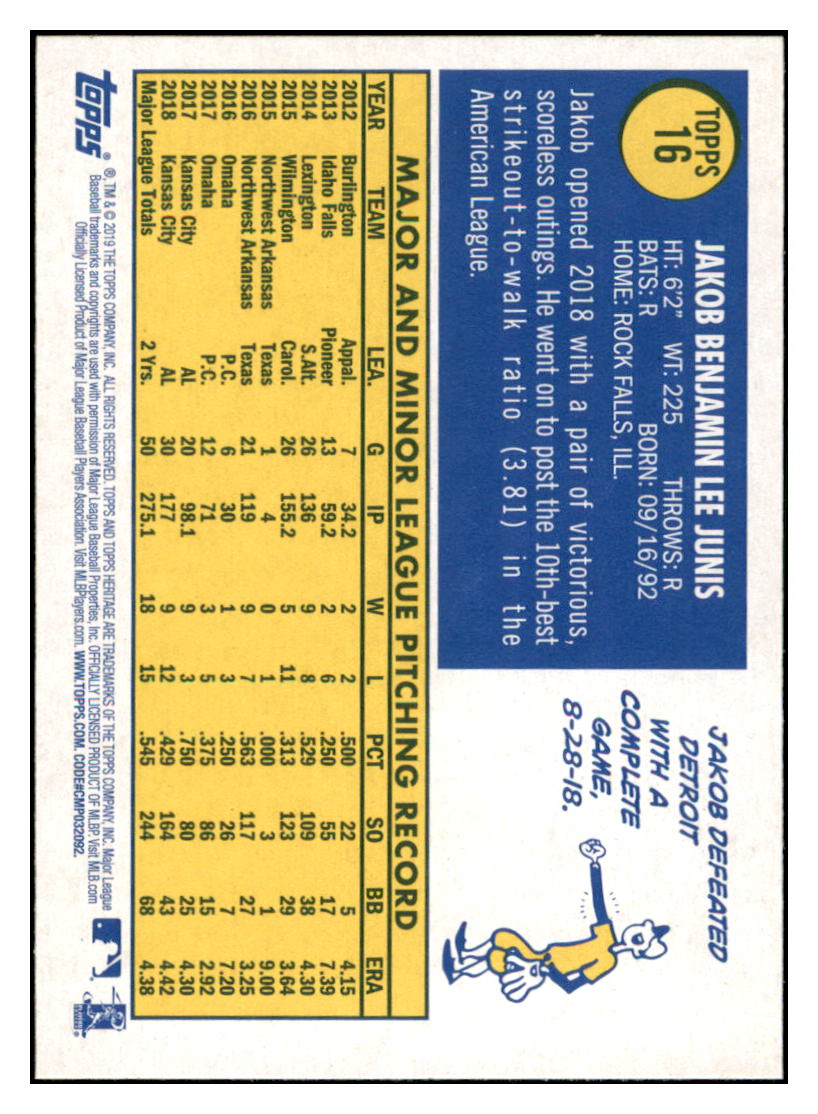 TOPPS
16
JAKOB BENJAMIN LEE JUNIS
HT: 6'2" WT: 225 THROWS: R
BATS: R BORN: 09/16/92
HOME: ROCK FALLS, ILL.
Jakob opened 2018 with a pair of victorious,
scoreless outings. He went on to post the 10th-best
strikeout-to-walk ratio (3.81) in the
American League.
JAKOB DEFEATED
DETROIT
WITH A
COMPLETE
GAME,
8-28-18.
MAJOR AND MINOR LEAGUE PITCHING RECORD
YEAR TEAM LEA. G IP W L PCT SO BB ERA
2012 Burlington Appal. 7 34.2 2 2 .500 22 5 4.15
2013 Idaho Falls Pioneer 13 59.2 2 6 .250 55 17 7.39
2014 Lexington S.Atl. 26 136 9 8 .529 109 38 4.30
2015 Wilmington Carol. 26 155.2 5 11 .313 123 29 3.64
2015 Northwest Arkansas Texas 1 4 0 1 .000 3 1 9.00
2016 Northwest Arkansas Texas 21 119 9 7 .563 117 27 3.25
2016 Omaha P.C. 6 30 1 3 .250 26 7 7.20
2017 Omaha P.C. 12 71 3 5 .375 86 15 2.92
2017 Kansas City AL 20 98.1 9 3 .750 80 25 4.30
2018 Kansas City AL 30 177 9 12 .429 164 43 4.42
Major League Totals 2 Yrs. 50 275.1 18 15 .545 244 68 4.38
topps ®
®, TM & © 2019 THE TOPPS COMPANY, INC. ALL RIGHTS RESERVED. TOPPS AND TOPPS HERITAGE ARE TRADEMARKS OF THE TOPPS COMPANY, INC. Major League
Baseball trademarks and copyrights are used with permission of Major League Baseball Properties, Inc. OFFICIALLY LICENSED PRODUCT OF MLBP. Visit MLB.com
Officially Licensed Product of Major League Baseball Players Association. Visit MLBPlayers.com. WWW.TOPPS.COM. CODE#CMP032092.